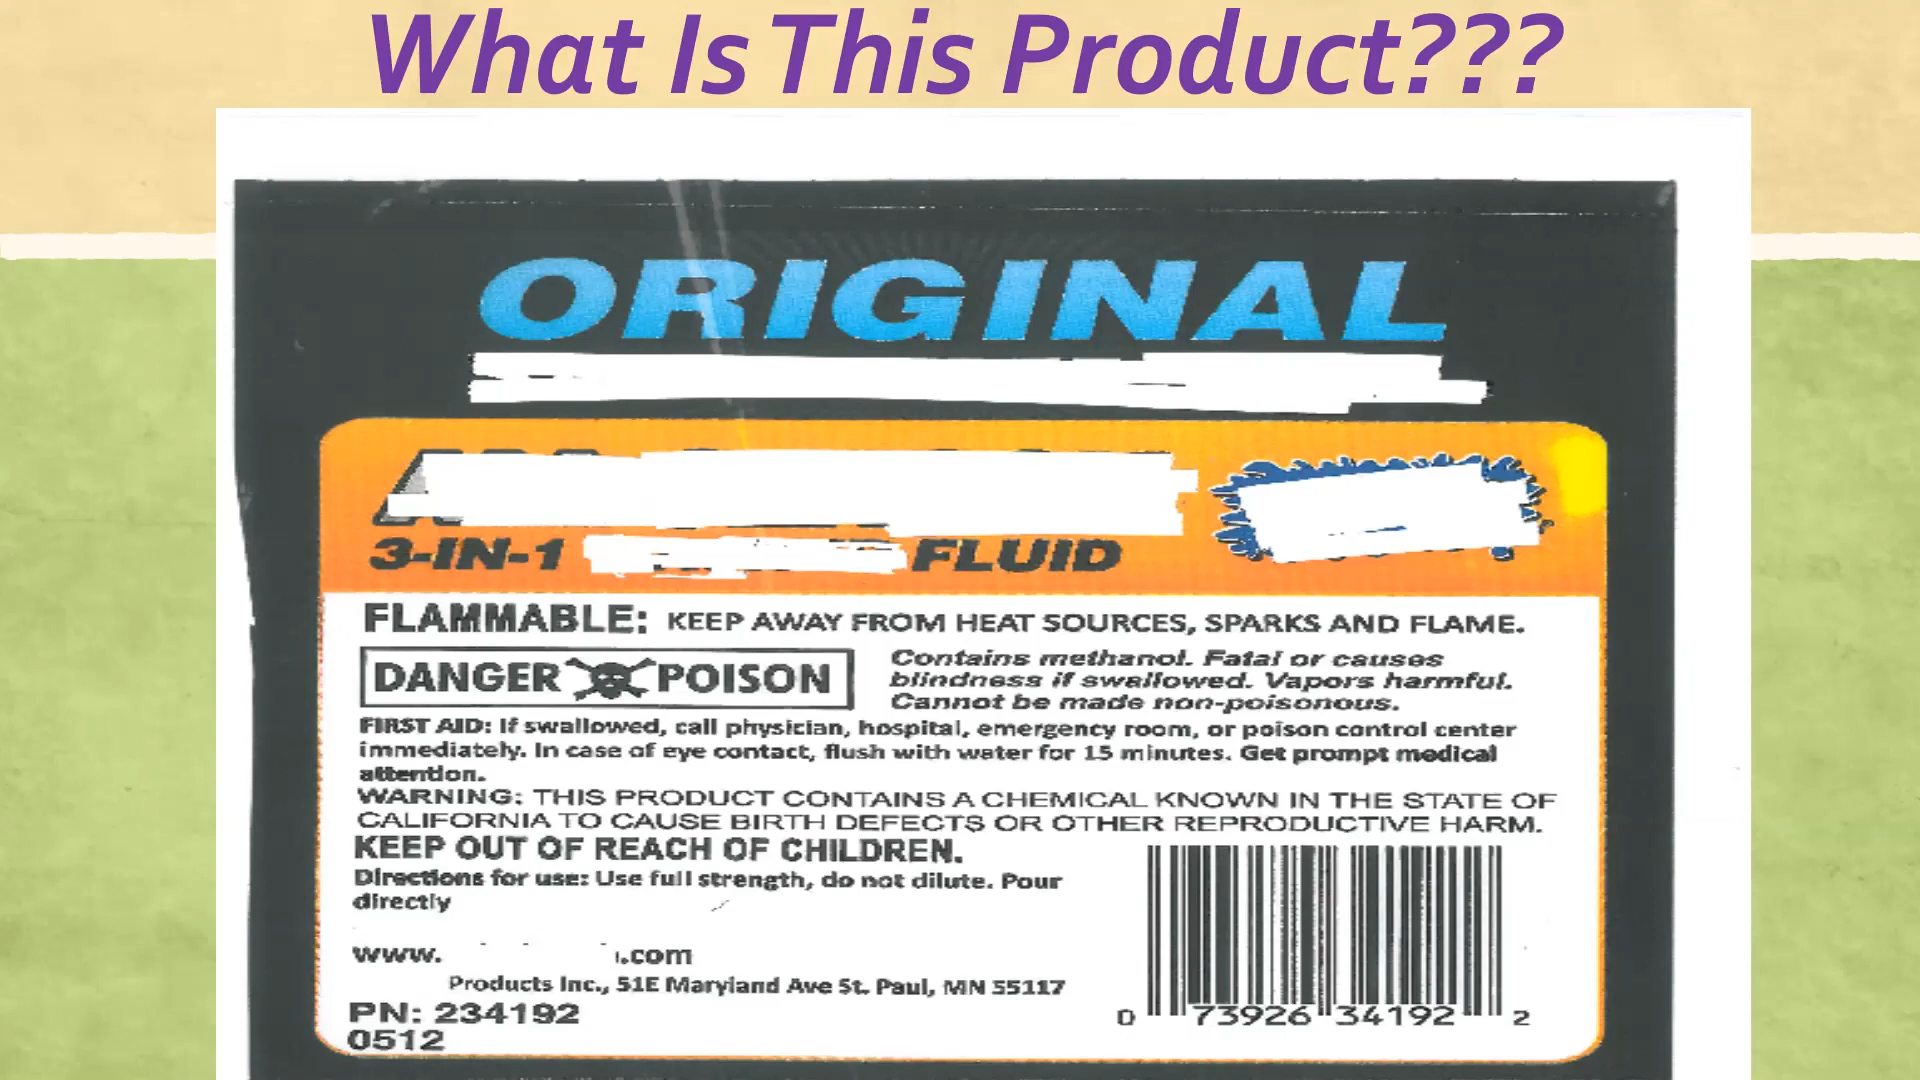 What Is This Product???
ORIGINAL
3-IN-1 FLUID
FLAMMABLE: KEEP AWAY FROM HEAT SOURCES, SPARKS AND FLAME.
DANGER POISON
Contains methanol. Fatal or causes
blindness if swallowed. Vapors harmful.
Cannot be made non-poisonous.
FIRST AID: If swallowed, call physician, hospital, emergency room, or poison control center
immediately. In case of eye contact, flush with water for 15 minutes. Get prompt medical
attention.
WARNING: THIS PRODUCT CONTAINS A CHEMICAL KNOWN IN THE STATE OF
CALIFORNIA TO CAUSE BIRTH DEFECTS OR OTHER REPRODUCTIVE HARM.
KEEP OUT OF REACH OF CHILDREN.
Directions for use: Use full strength, do not dilute. Pour
directly
www. .com
Products Inc., 51E Maryland Ave St. Paul, MN 55117
PN: 234192
0512
0 73926 34192 2